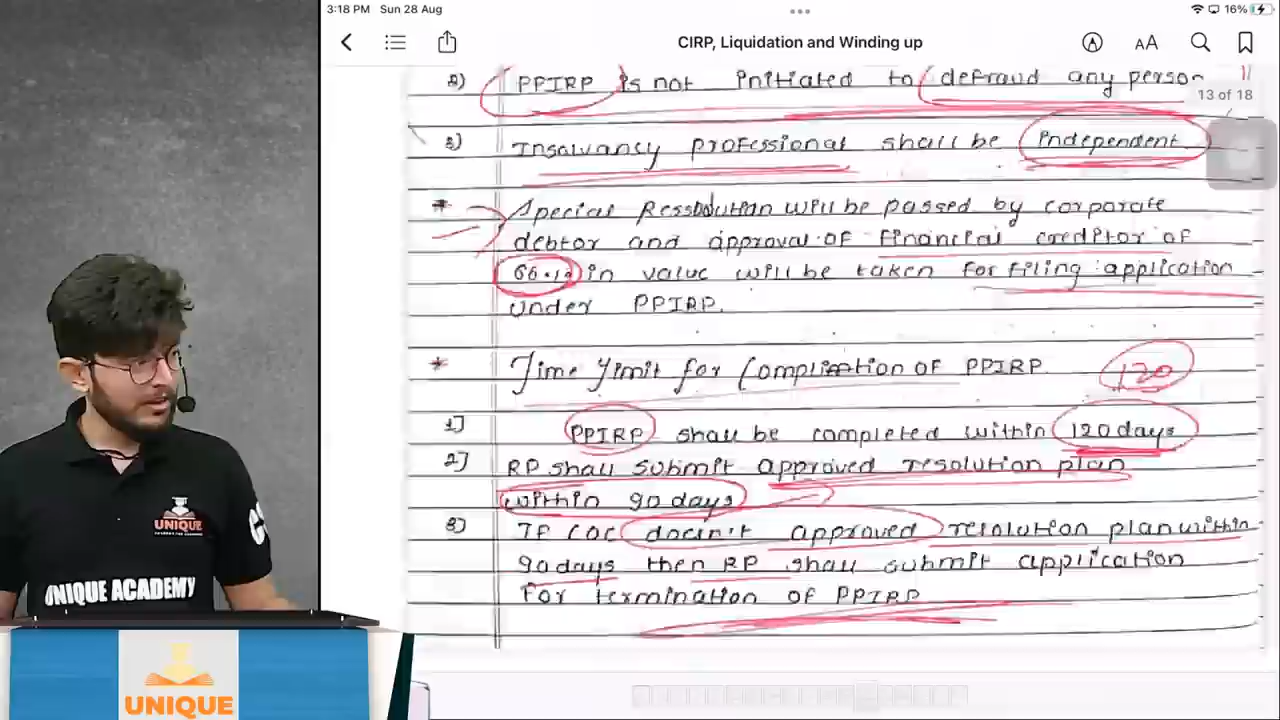 3:18 PM Sun 28 Aug
16%
CIRP, Liquidation and Winding up
AA
13 of 18
2) PPIRP is not initiated to defraud any person
3) Insolvancy professional shall be independent
* Special Ressolution will be passed by corporate
debtor and approval of financial creditor of
66.1. in value will be taken for filing application
under PPIRP.
* Time limit for Complietion of PPIRP 120
1] PPIRP shall be completed within 120 days
2] RP shall submit approved resolution plan
within 90 days
3] If COC doesn't approved resolution plan within
90 days then RP shall submit application
for termination of PPIRP
UNIQUE
UNIQUE ACADEMY
UNIQUE